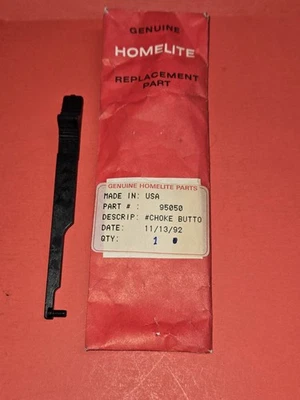 GENUINE
HOMELITE
REPLACEMENT
PART
GENUINE HOMELITE PARTS
MADE IN: USA
PART # : 95050
DESCRIP: #CHOKE BUTTO
DATE: 11/13/92
QTY: 1